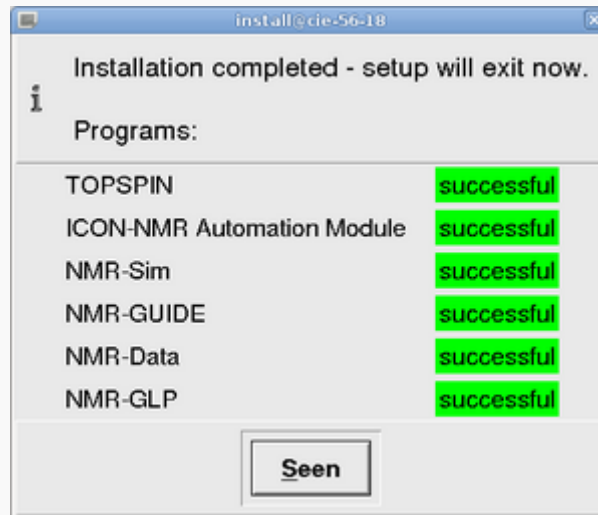 install@cie-56-18
Installation completed - setup will exit now.
Programs:
TOPSPIN successful
ICON-NMR Automation Module successful
NMR-Sim successful
NMR-GUIDE successful
NMR-Data successful
NMR-GLP successful
Seen